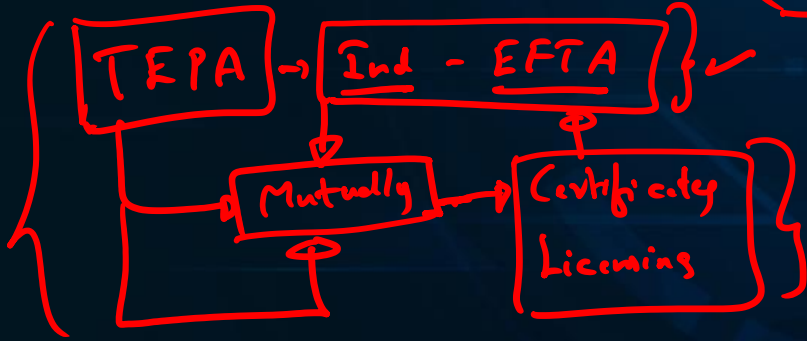 TEPA → Ind - EFTA
Mutually
Certificates
Licensing